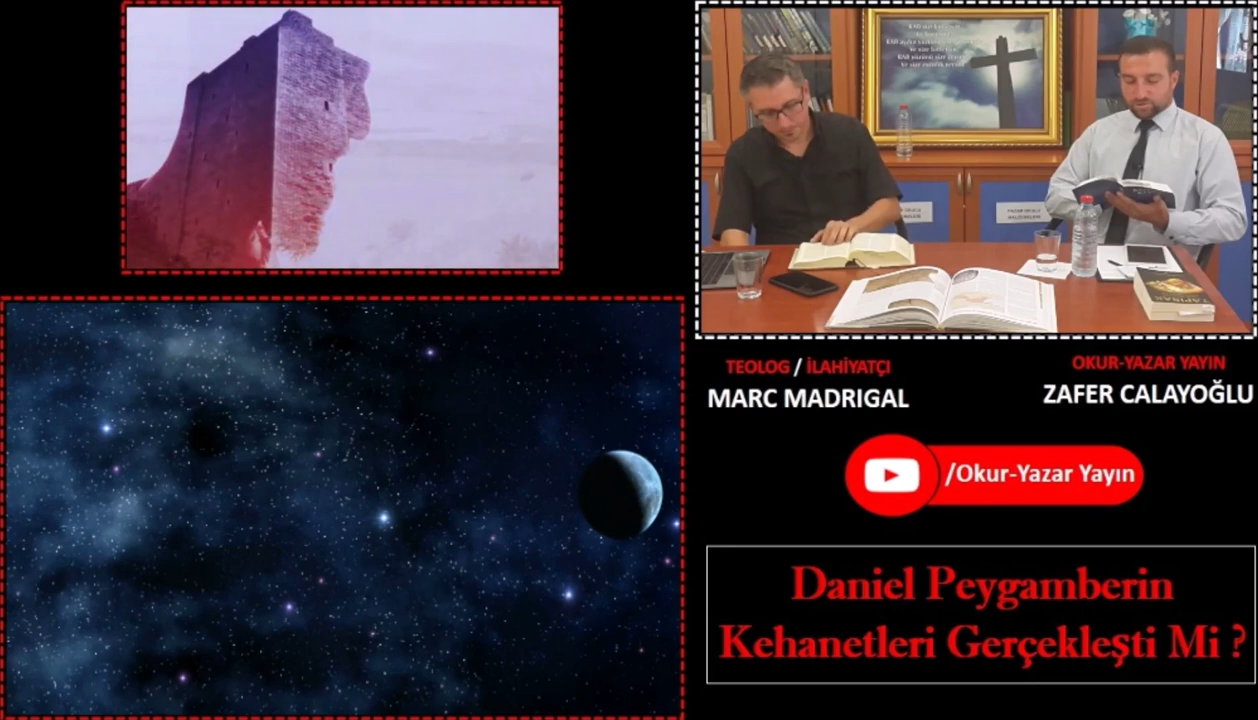 TEOLOG / İLAHİYATÇI
MARC MADRIGAL
OKUR-YAZAR YAYIN
ZAFER CALAYOĞLU
/Okur-Yazar Yayın
Daniel Peygamberin
Kehanetleri Gerçekleşti Mi ?